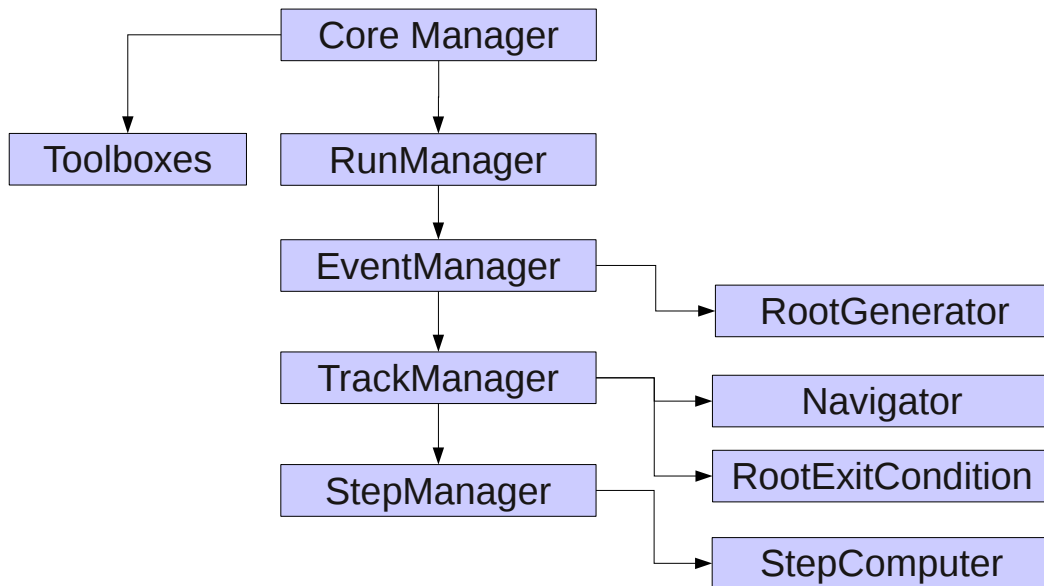 Core Manager
Toolboxes
RunManager
EventManager
RootGenerator
TrackManager
Navigator
RootExitCondition
StepManager
StepComputer